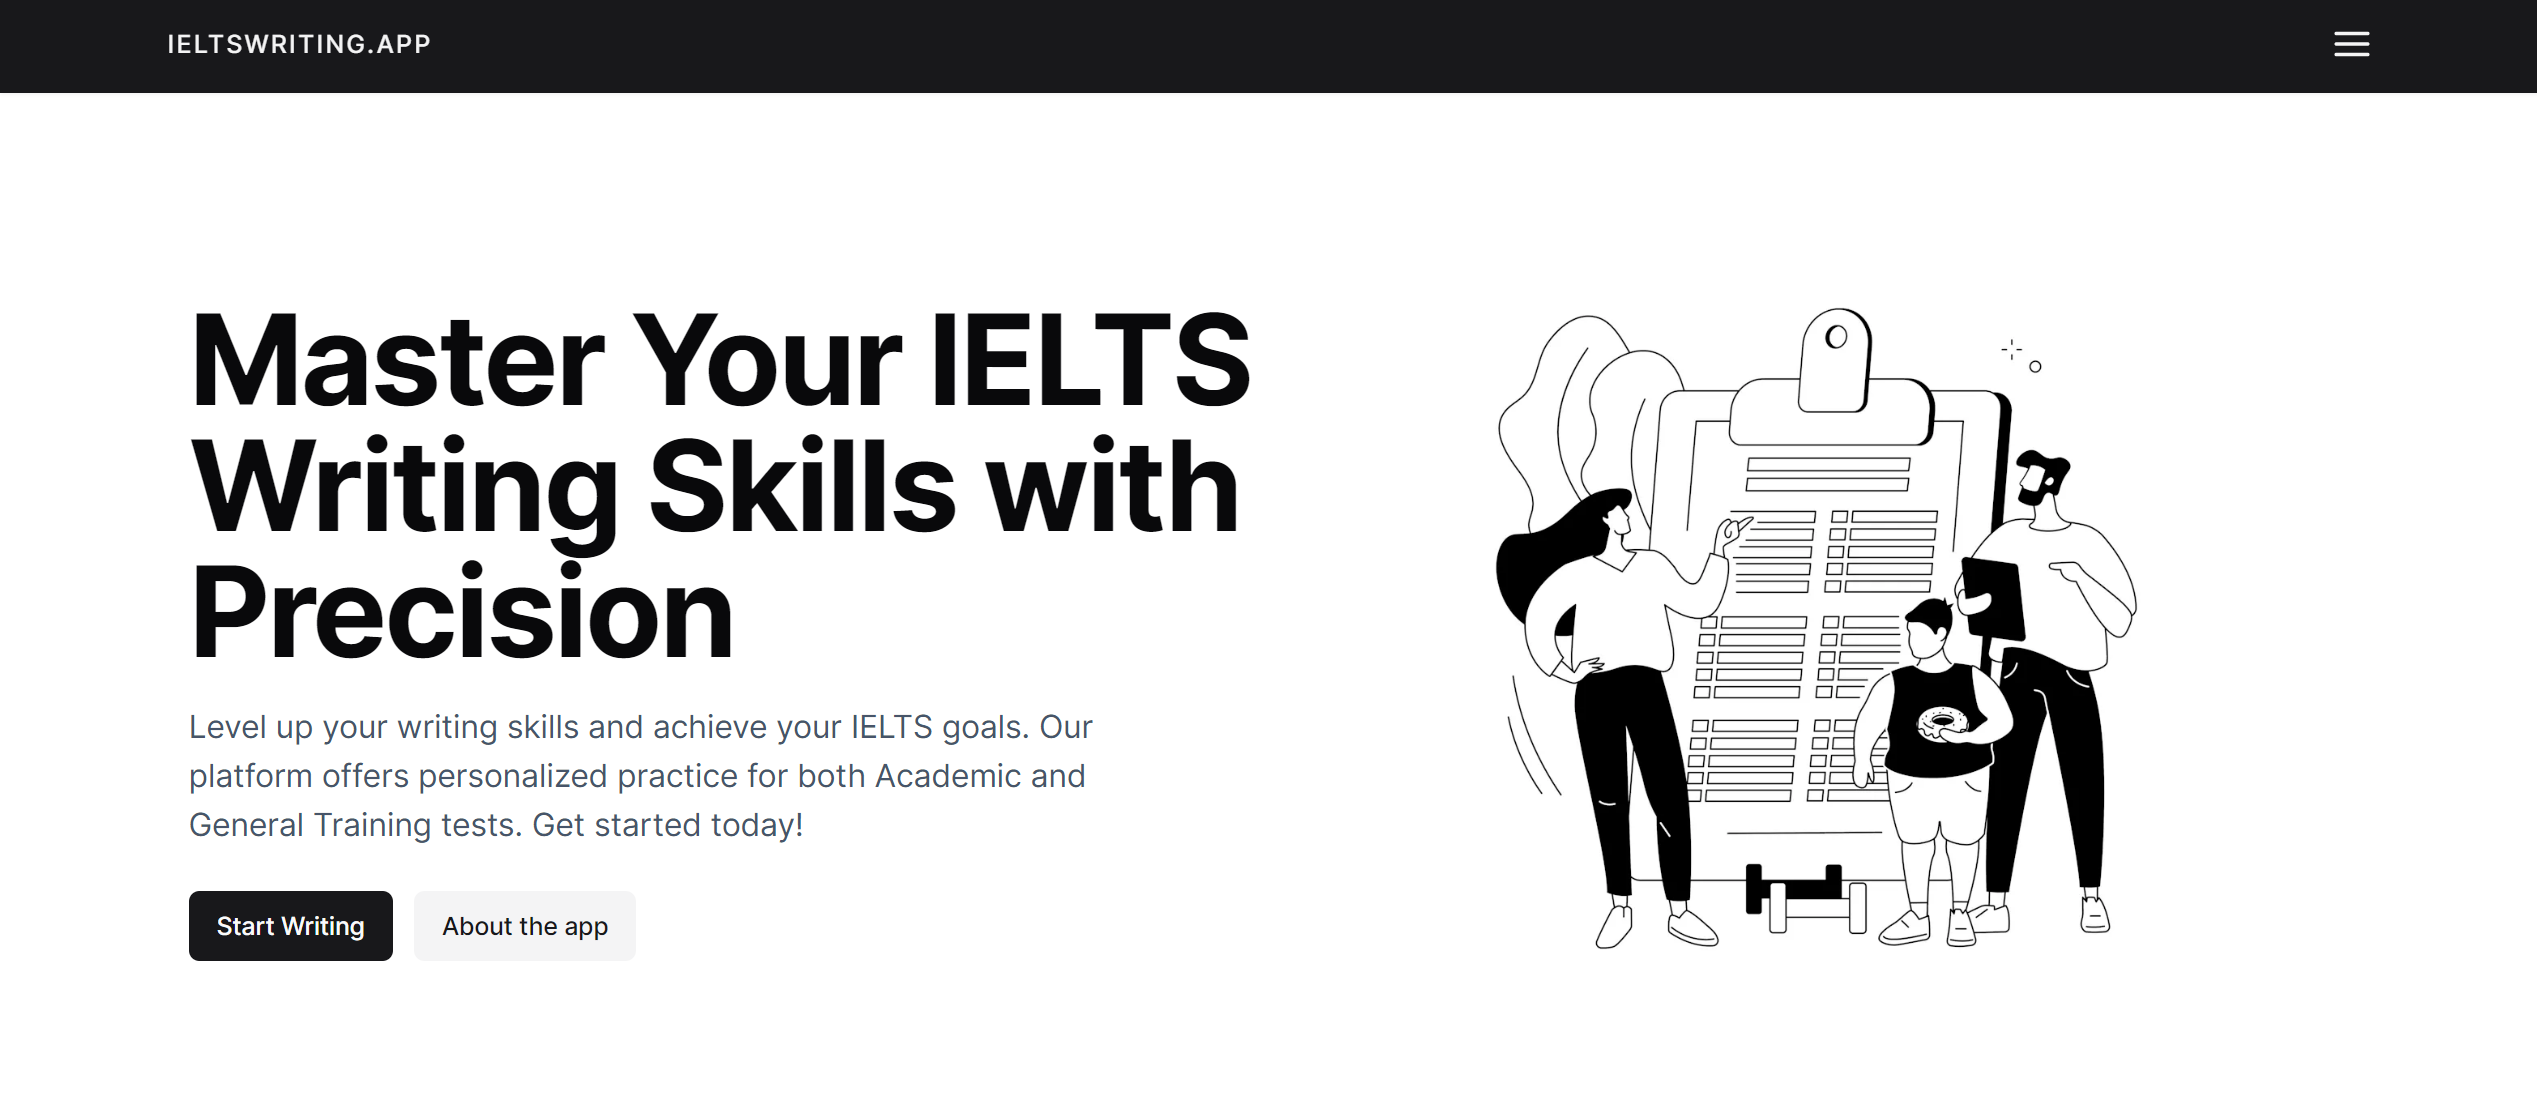 IELTSWRITING.APP
Master Your IELTS
Writing Skills with
Precision
Level up your writing skills and achieve your IELTS goals. Our
platform offers personalized practice for both Academic and
General Training tests. Get started today!
Start Writing
About the app